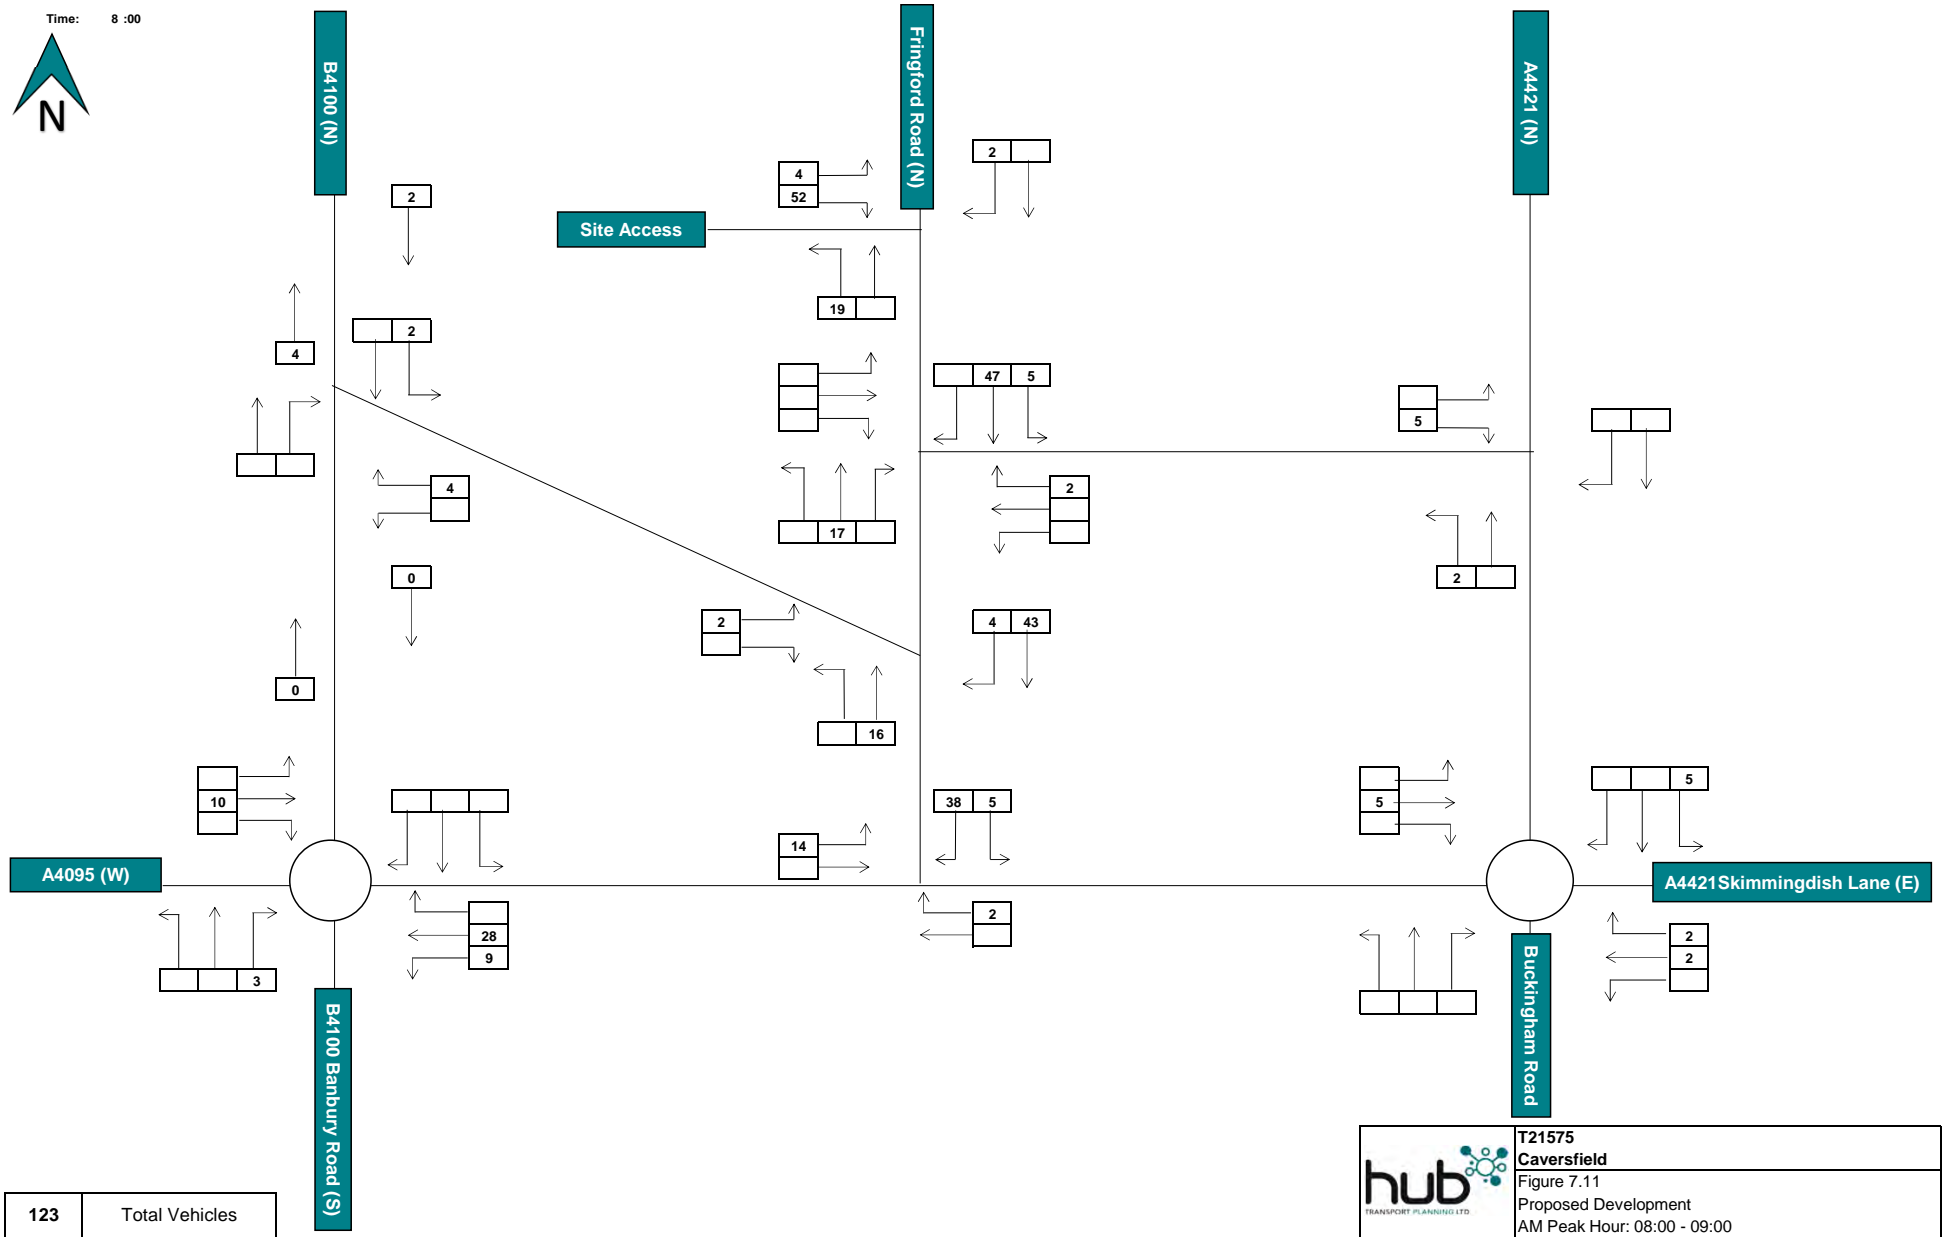 Time: 8 :00
N
B4100 (N)
Fringford Road (N)
A4421 (N)
2
4
52
2
Site Access
19
4
2
47 5
5
4
17
2
2
0
2
4 43
0
16
10
38 5
5
5
14
A4095 (W)
A4421Skimmingdish Lane (E)
28
9
2
2
2
3
B4100 Banbury Road (S)
Buckingham Road
123 Total Vehicles
hub
TRANSPORT PLANNING LTD
T21575
Caversfield
Figure 7.11
Proposed Development
AM Peak Hour: 08:00 - 09:00